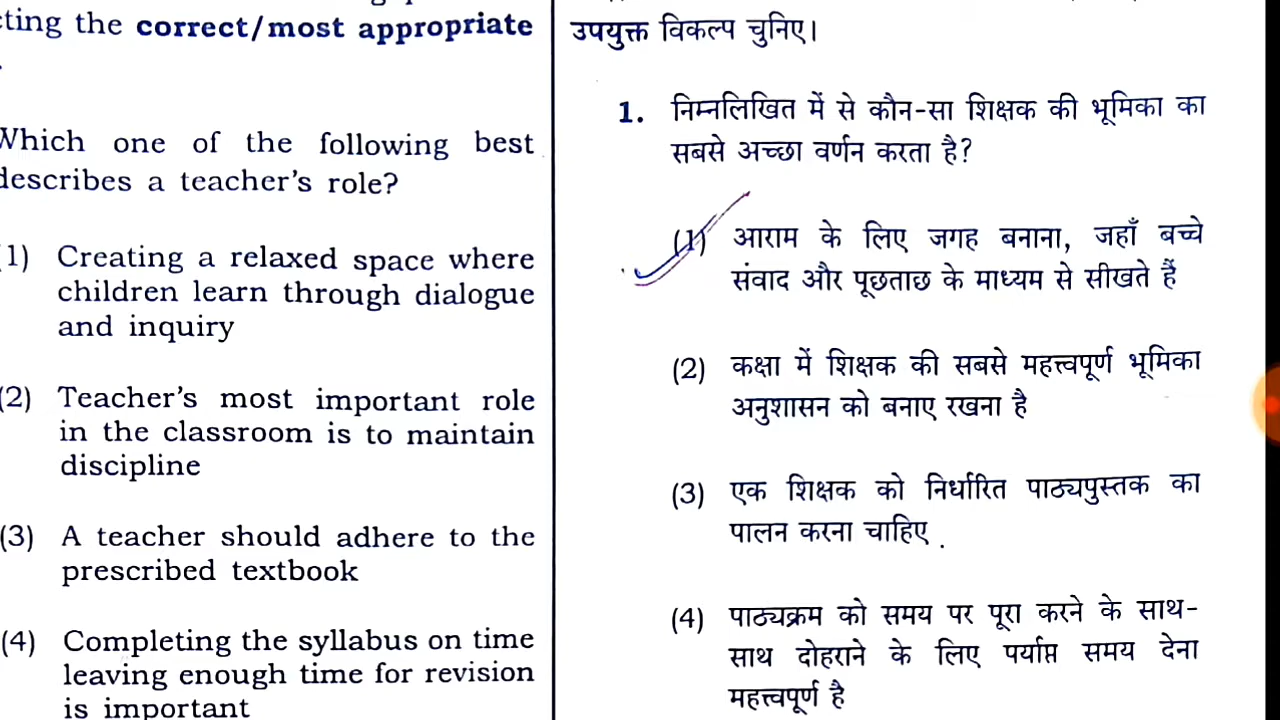 cting the correct/most appropriate
.
Which one of the following best
describes a teacher's role?
(1) Creating a relaxed space where
children learn through dialogue
and inquiry
(2) Teacher's most important role
in the classroom is to maintain
discipline
(3) A teacher should adhere to the
prescribed textbook
(4) Completing the syllabus on time
leaving enough time for revision
is important
उपयुक्त विकल्प चुनिए।
1. निम्नलिखित में से कौन-सा शिक्षक की भूमिका का
सबसे अच्छा वर्णन करता है?
(1) आराम के लिए जगह बनाना, जहाँ बच्चे
संवाद और पूछताछ के माध्यम से सीखते हैं
(2) कक्षा में शिक्षक की सबसे महत्त्वपूर्ण भूमिका
अनुशासन को बनाए रखना है
(3) एक शिक्षक को निर्धारित पाठ्यपुस्तक का
पालन करना चाहिए
(4) पाठ्यक्रम को समय पर पूरा करने के साथ-
साथ दोहराने के लिए पर्याप्त समय देना
महत्त्वपूर्ण है